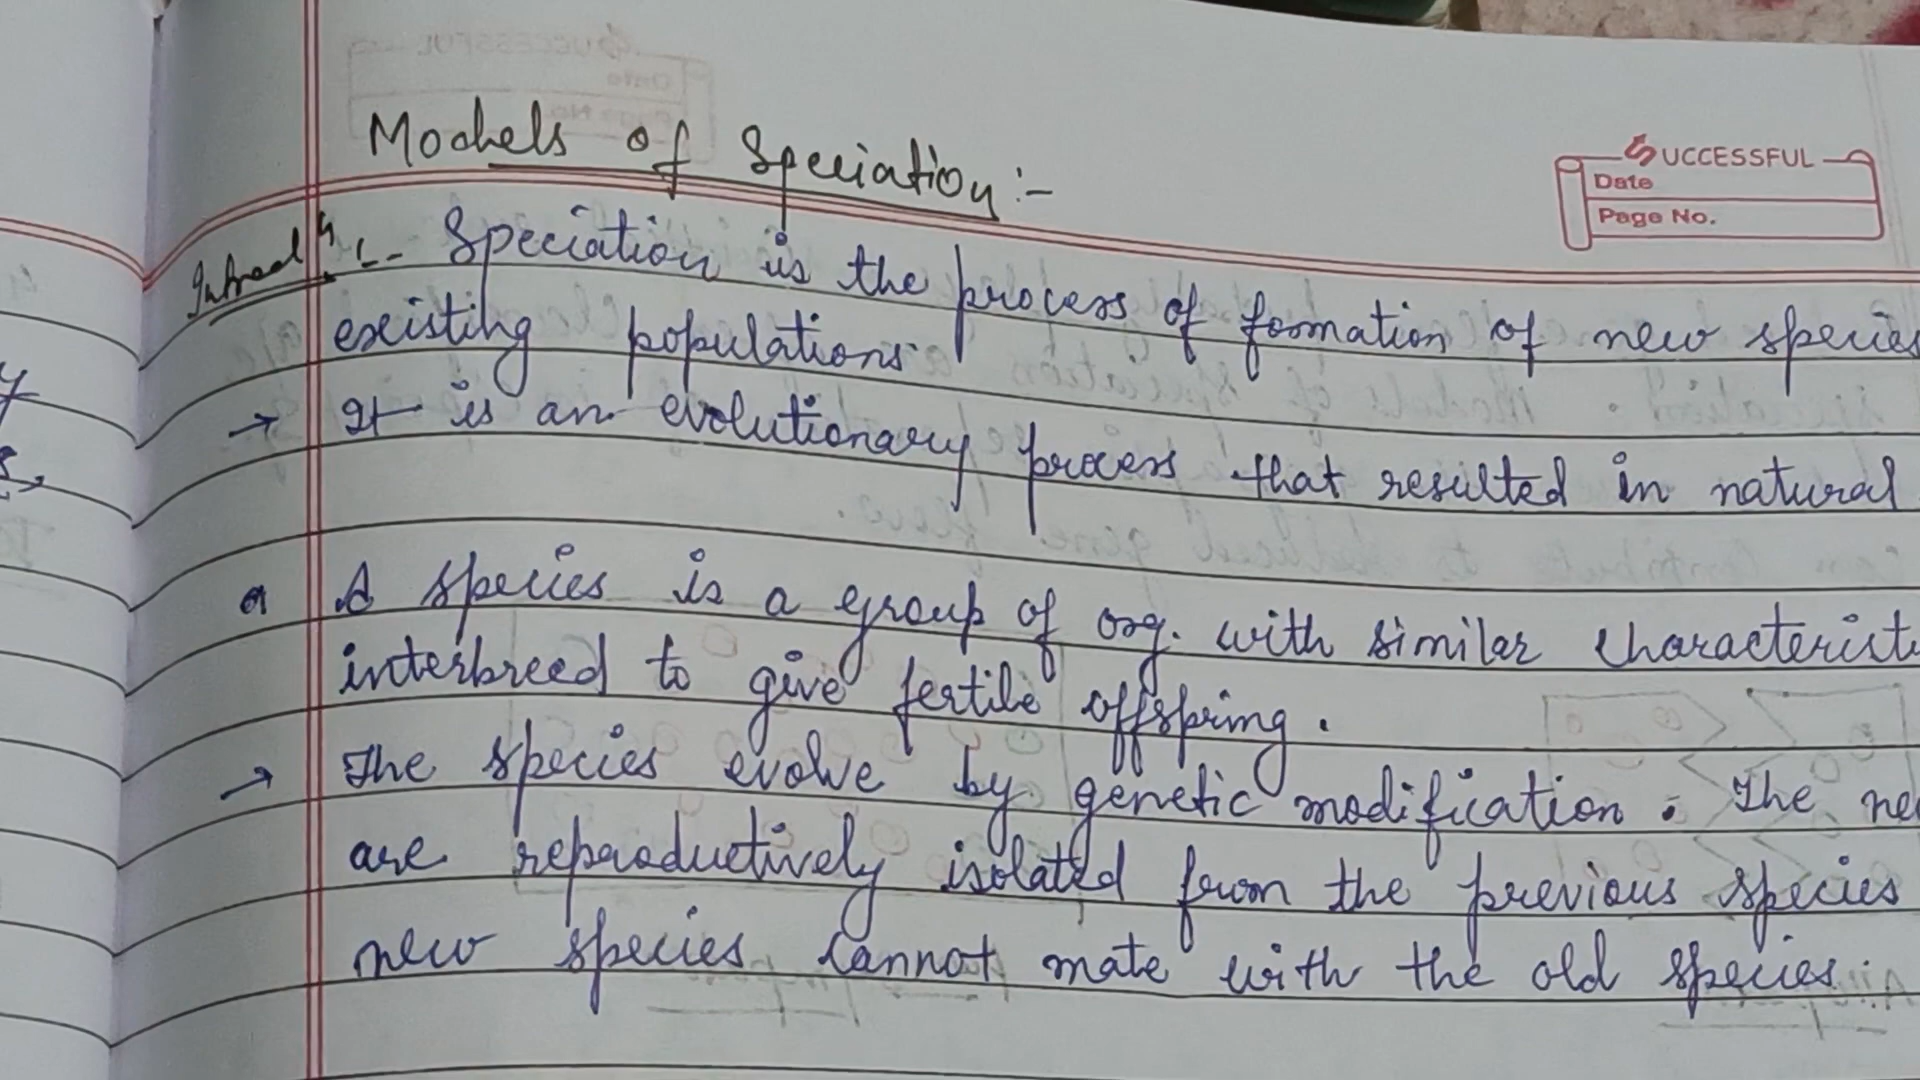 Models of Speciation :-
SUCCESSFUL
Date
Page No.
Introd^n :- Speciation is the process of formation of new species
existing populations
→ It is an evolutionary process that resulted in natural
A species is a group of org. with similar characterist
interbreed to give fertile offspring.
→ The species evolve by genetic modification. The ne
are reproductively isolated from the previous species
new species cannot mate with the old species.